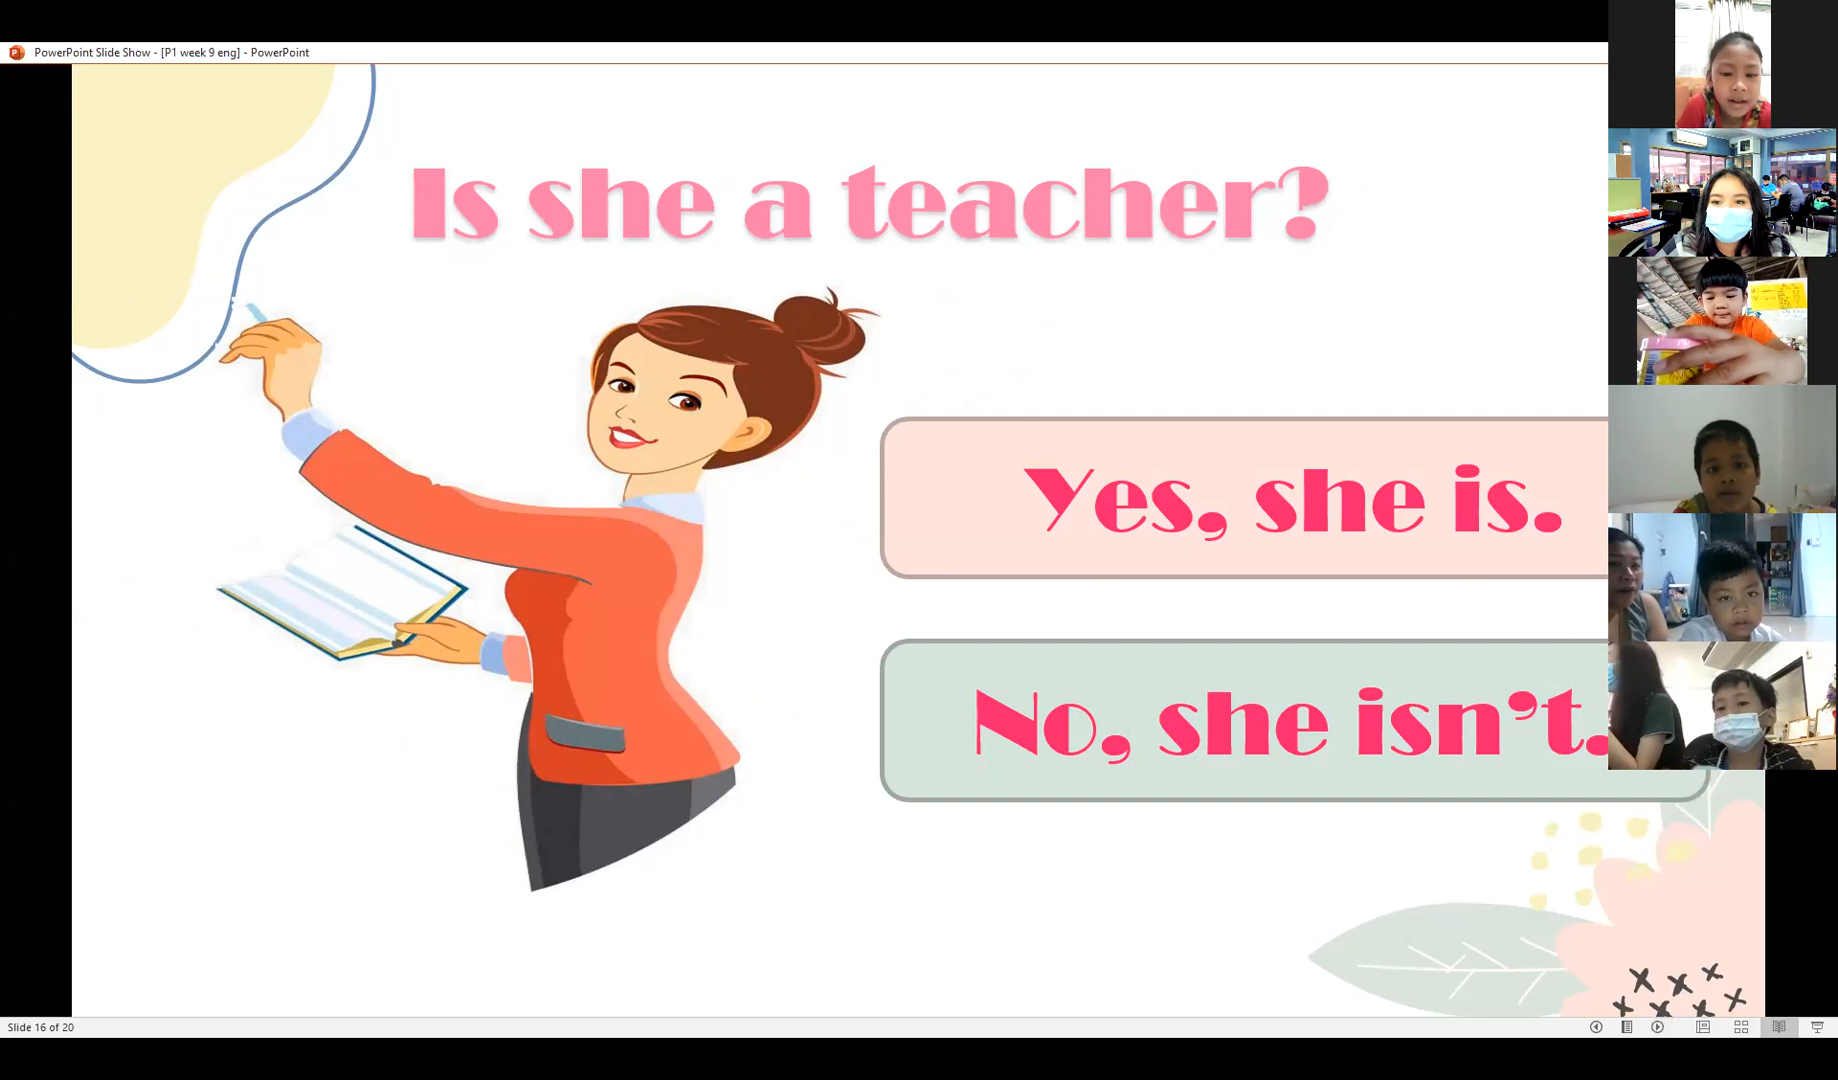 PowerPoint Slide Show - [P1 week 9 eng] - PowerPoint
Is she a teacher?
Yes, she is.
No, she isn't.
Slide 16 of 20